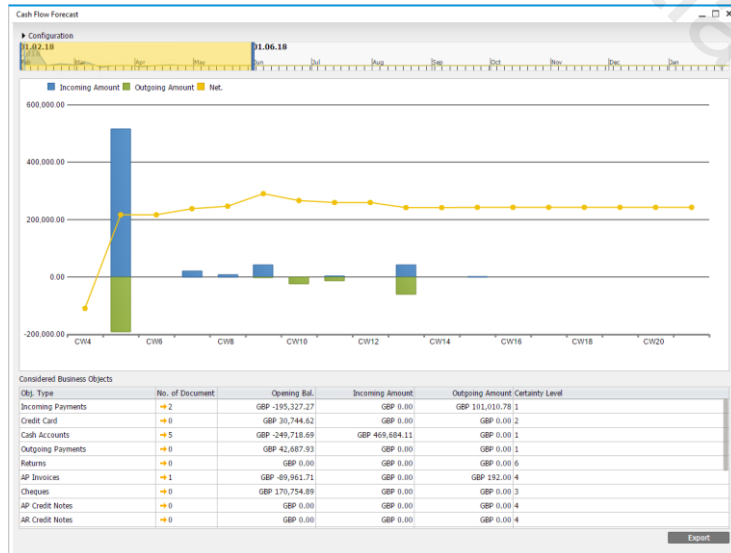 Cash Flow Forecast
Configuration
01.02.18 01.06.18
Mar Apr May Jun Jul Aug Sep Oct Nov Dec Jan
Incoming Amount Outgoing Amount Net.
600,000.00
400,000.00
200,000.00
0.00
-200,000.00
CW4 CW6 CW8 CW10 CW12 CW14 CW16 CW18 CW20
Considered Business Objects
Obj. Type No. of Document Opening Bal. Incoming Amount Outgoing Amount Certainty Level
Incoming Payments 2 GBP -195,327.27 GBP 0.00 GBP 101,010.78 1
Credit Card 0 GBP 30,744.62 GBP 0.00 GBP 0.00 2
Cash Accounts 5 GBP -249,718.69 GBP 469,684.11 GBP 0.00 1
Outgoing Payments 0 GBP 42,687.93 GBP 0.00 GBP 0.00 1
Returns 0 GBP 0.00 GBP 0.00 GBP 0.00 6
AP Invoices 1 GBP -89,961.71 GBP 0.00 GBP 192.00 4
Cheques 0 GBP 170,754.89 GBP 0.00 GBP 0.00 3
AP Credit Notes 0 GBP 0.00 GBP 0.00 GBP 0.00 4
AR Credit Notes 0 GBP 0.00 GBP 0.00 GBP 0.00 4
Export